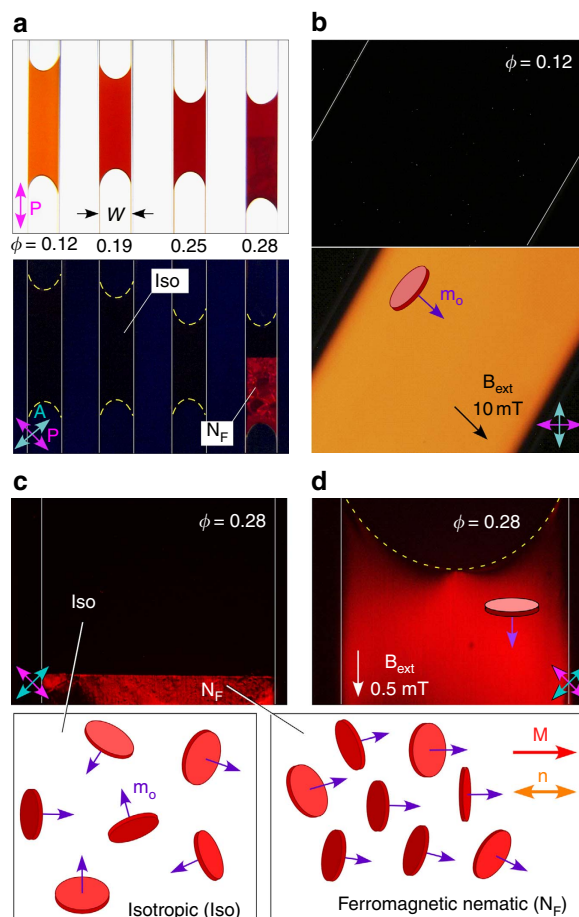 a
P
W
ϕ = 0.12 0.19 0.25 0.28
Iso
A
P
N_F
b
ϕ = 0.12
m_o
B_ext
10 mT
c
ϕ = 0.28
Iso
N_F
d
ϕ = 0.28
B_ext
0.5 mT
m_o
Isotropic (Iso)
M
n
Ferromagnetic nematic (N_F)